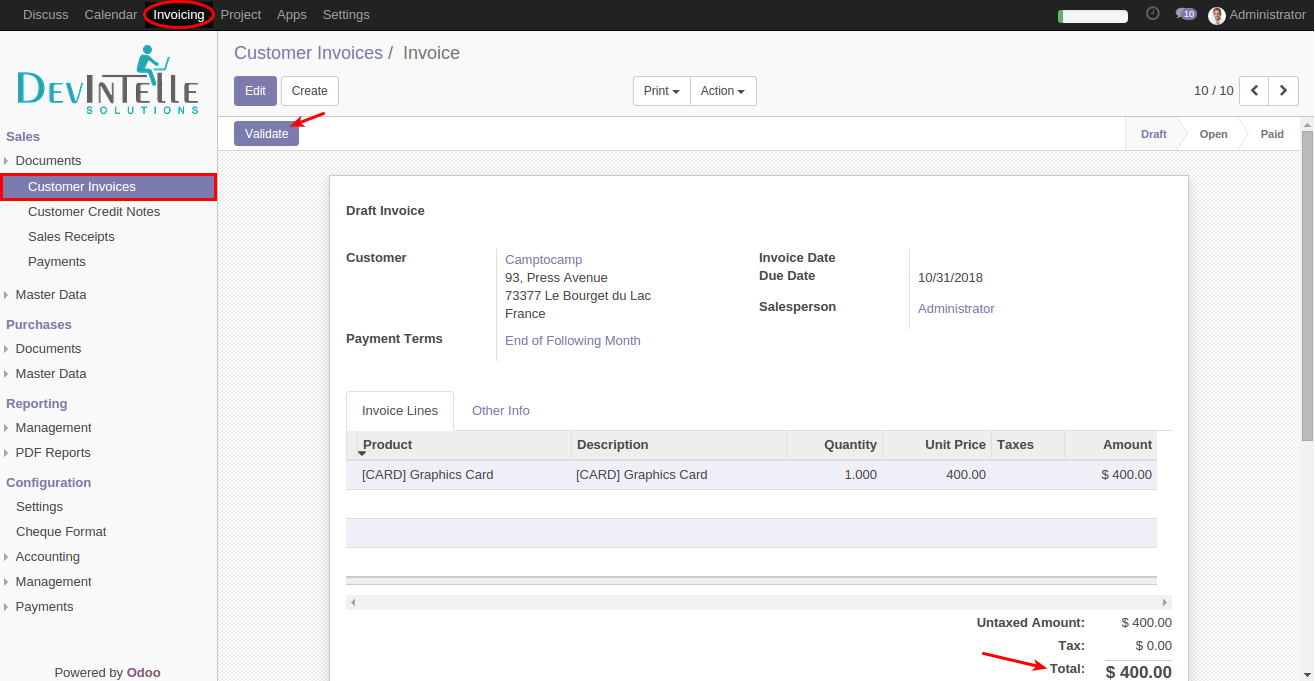 Discuss Calendar Invoicing Project Apps Settings 10 Administrator
DEVINTELLE
SOLUTIONS
Sales
Documents
Customer Invoices
Customer Credit Notes
Sales Receipts
Payments
Master Data
Purchases
Documents
Master Data
Reporting
Management
PDF Reports
Configuration
Settings
Cheque Format
Accounting
Management
Payments
Powered by Odoo
Customer Invoices / Invoice
Edit Create Print Action 10 / 10
Validate Draft Open Paid
Draft Invoice
Customer
Camptocamp
93, Press Avenue
73377 Le Bourget du Lac
France
Payment Terms End of Following Month
Invoice Date
Due Date 10/31/2018
Salesperson Administrator
Invoice Lines Other Info
Product Description Quantity Unit Price Taxes Amount
[CARD] Graphics Card [CARD] Graphics Card 1.000 400.00 $ 400.00
Untaxed Amount: $ 400.00
Tax: $ 0.00
Total: $ 400.00